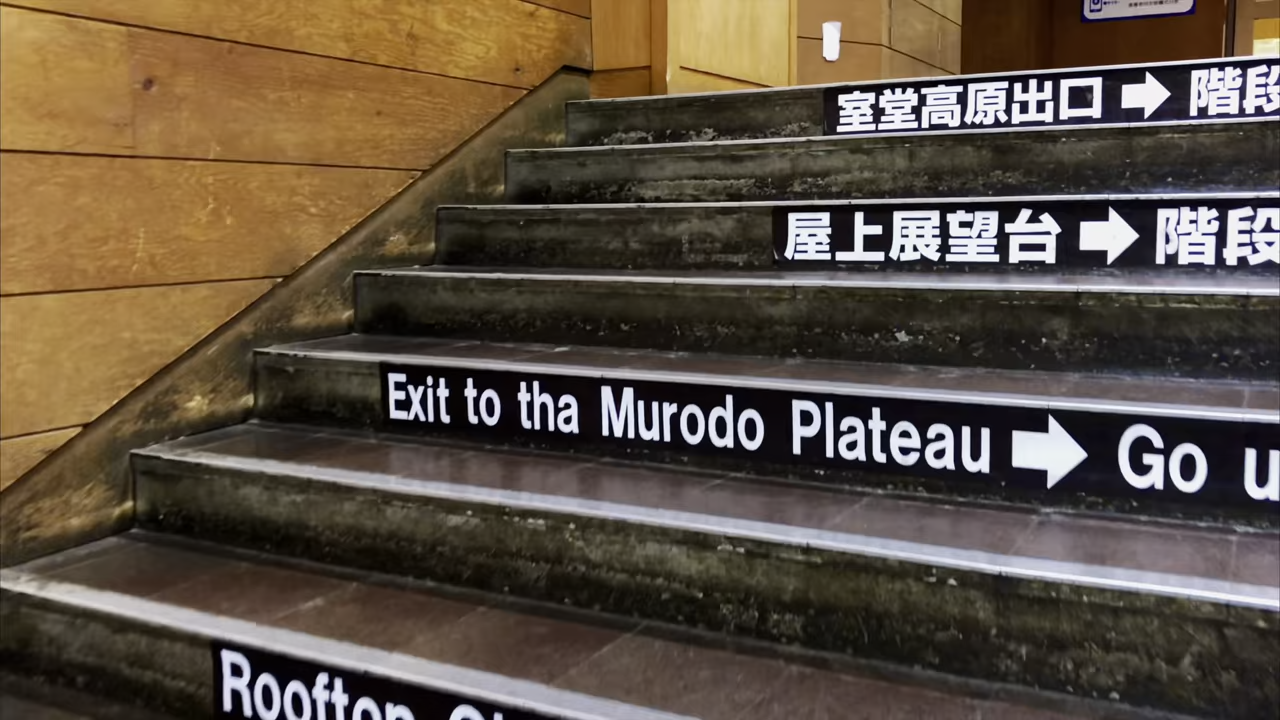 室堂高原出口 ➡ 階段
屋上展望台 ➡ 階段
Exit to tha Murodo Plateau ➡ Go u
Rooftop